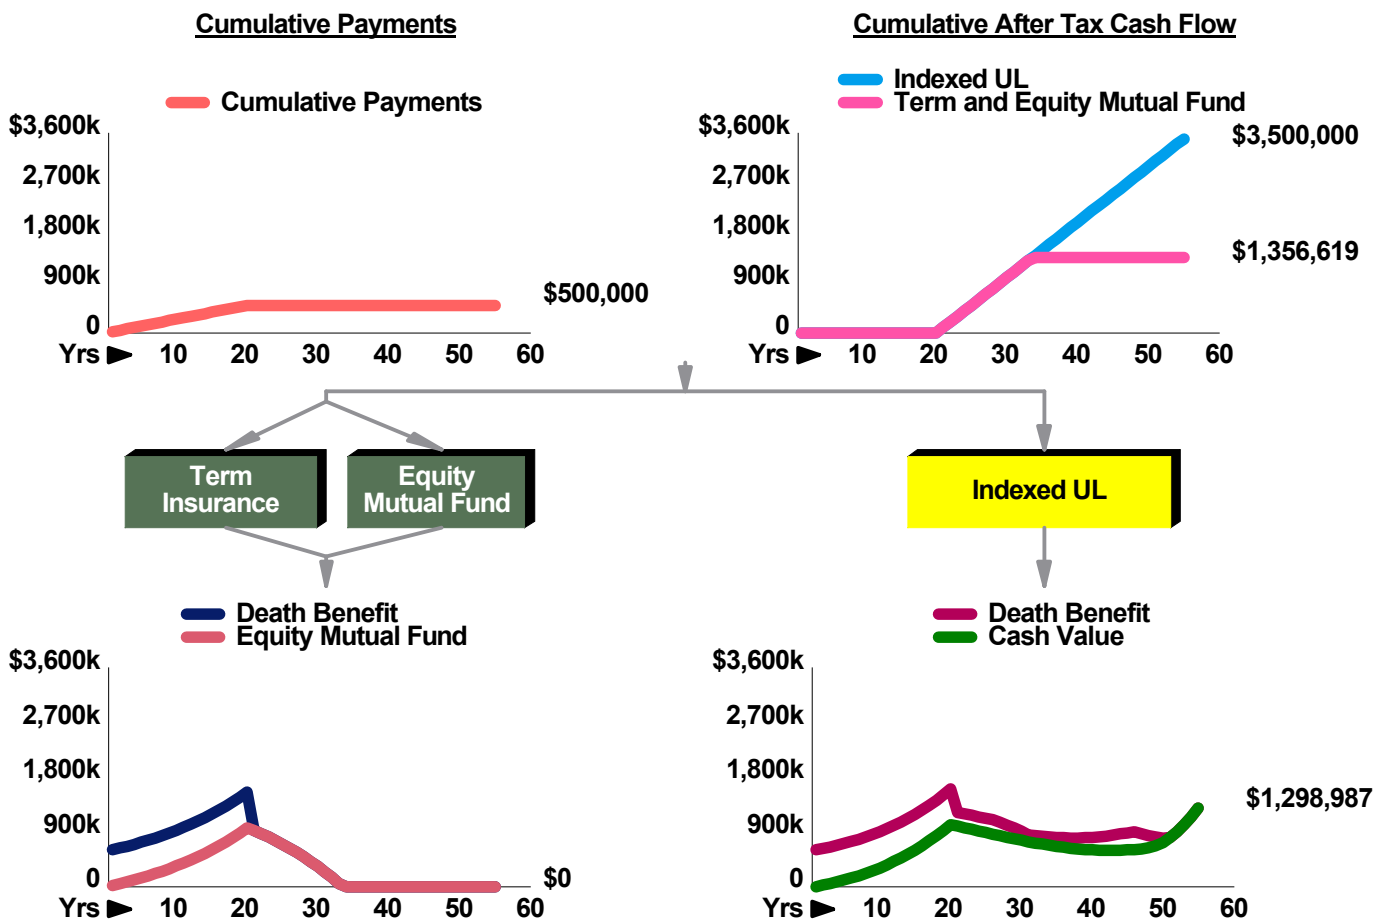 Cumulative Payments
Cumulative Payments
$3,600k
2,700k
1,800k
900k
0
$500,000
Yrs 10 20 30 40 50 60
Cumulative After Tax Cash Flow
Indexed UL
Term and Equity Mutual Fund
$3,600k
2,700k
1,800k
900k
0
$3,500,000
$1,356,619
Yrs 10 20 30 40 50 60
Term
Insurance
Equity
Mutual Fund
Indexed UL
Death Benefit
Equity Mutual Fund
$3,600k
2,700k
1,800k
900k
0
$0
Yrs 10 20 30 40 50 60
Death Benefit
Cash Value
$3,600k
2,700k
1,800k
900k
0
$1,298,987
Yrs 10 20 30 40 50 60